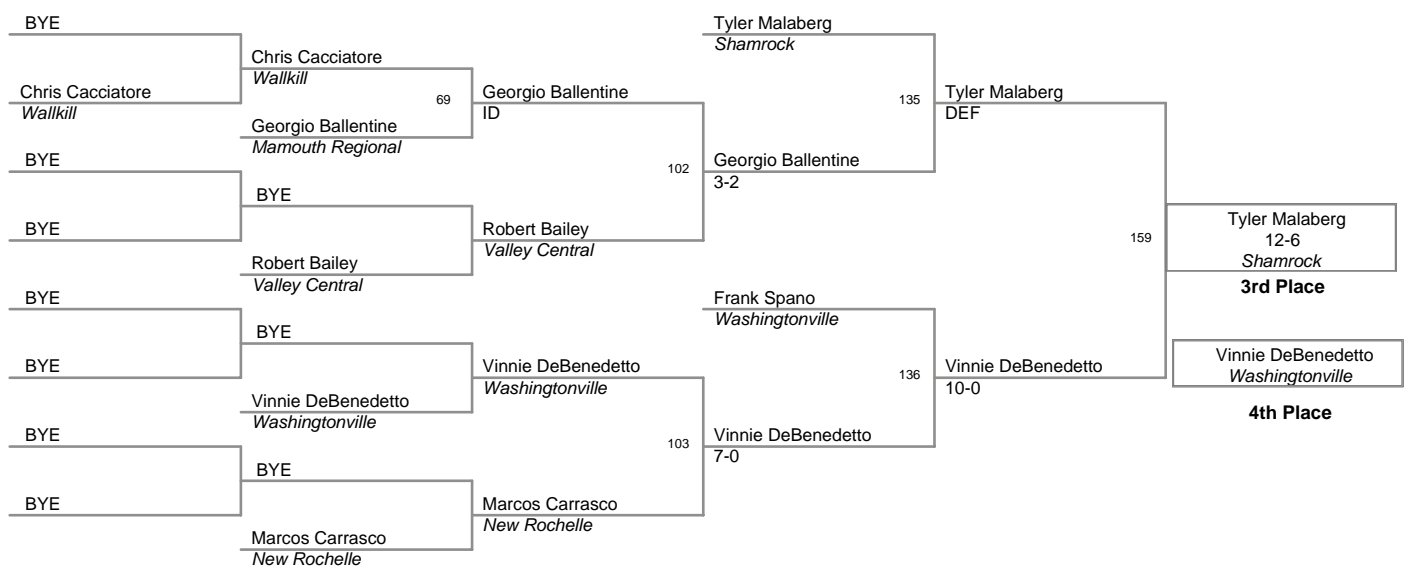 BYE
Tyler Malaberg
Shamrock
Chris Cacciatore
Wallkill
Chris Cacciatore
Wallkill
69
Georgio Ballentine
ID
135
Tyler Malaberg
DEF
Georgio Ballentine
Mamouth Regional
BYE
102
Georgio Ballentine
3-2
BYE
Tyler Malaberg
12-6
Shamrock
3rd Place
BYE
Robert Bailey
Valley Central
159
Robert Bailey
Valley Central
BYE
Frank Spano
Washingtonville
BYE
Vinnie DeBenedetto
Washingtonville
4th Place
BYE
Vinnie DeBenedetto
Washingtonville
136
Vinnie DeBenedetto
10-0
Vinnie DeBenedetto
Washingtonville
BYE
103
Vinnie DeBenedetto
7-0
BYE
BYE
Marcos Carrasco
New Rochelle
Marcos Carrasco
New Rochelle